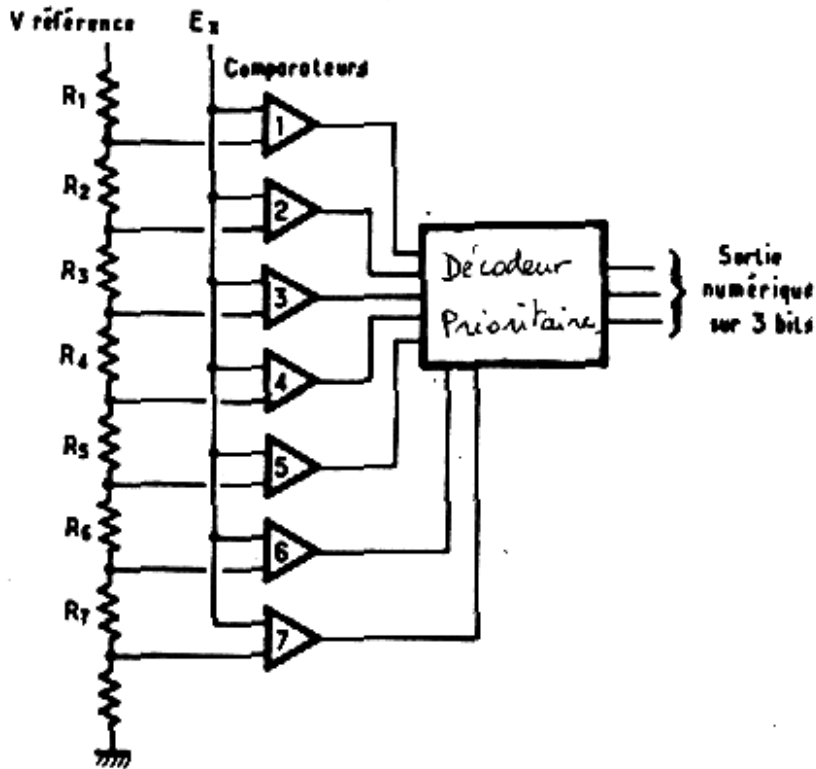 V référence
Ex
Comparateurs
R1
1
R2
2
R3
3
R4
4
R5
5
R6
6
R7
7
Décodeur
Prioritaire
Sortie
numérique
sur 3 bits